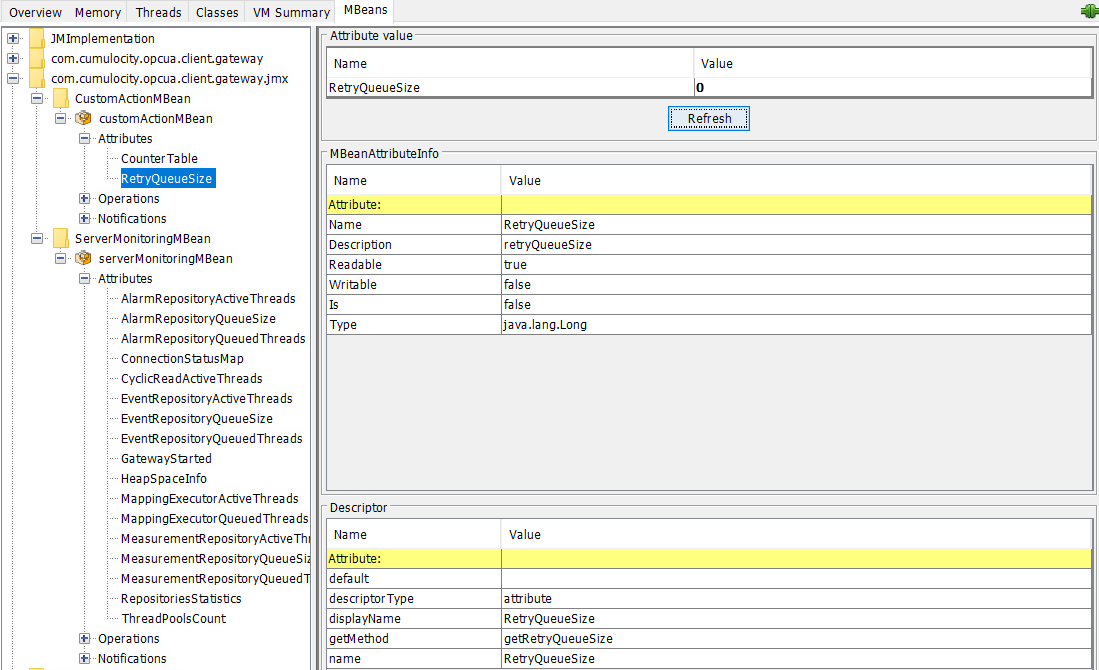 Overview Memory Threads Classes VM Summary MBeans
JMImplementation
com.cumulocity.opcua.client.gateway
com.cumulocity.opcua.client.gateway.jmx
CustomActionMBean
customActionMBean
Attributes
CounterTable
RetryQueueSize
Operations
Notifications
ServerMonitoringMBean
serverMonitoringMBean
Attributes
AlarmRepositoryActiveThreads
AlarmRepositoryQueueSize
AlarmRepositoryQueuedThreads
ConnectionStatusMap
CyclicReadActiveThreads
EventRepositoryActiveThreads
EventRepositoryQueueSize
EventRepositoryQueuedThreads
GatewayStarted
HeapSpaceInfo
MappingExecutorActiveThreads
MappingExecutorQueuedThreads
MeasurementRepositoryActiveThr
MeasurementRepositoryQueueSiz
MeasurementRepositoryQueuedT
RepositoriesStatistics
ThreadPoolsCount
Operations
Notifications
Attribute value
Name Value
RetryQueueSize 0
Refresh
MBeanAttributeInfo
Name Value
Attribute:
Name RetryQueueSize
Description retryQueueSize
Readable true
Writable false
Is false
Type java.lang.Long
Descriptor
Name Value
Attribute:
default
descriptorType attribute
displayName RetryQueueSize
getMethod getRetryQueueSize
name RetryQueueSize